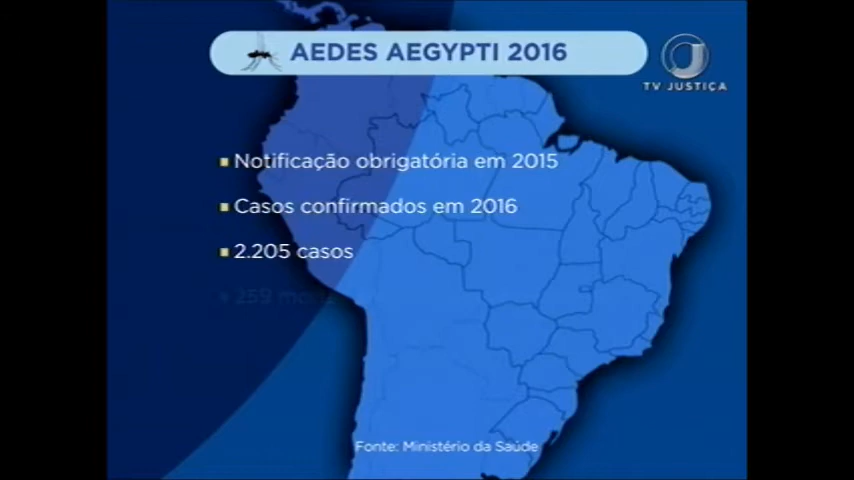 AEDES AEGYPTI 2016
TV JUSTIÇA
Notificação obrigatória em 2015
Casos confirmados em 2016
2.205 casos
259
Fonte: Ministério da Saúde